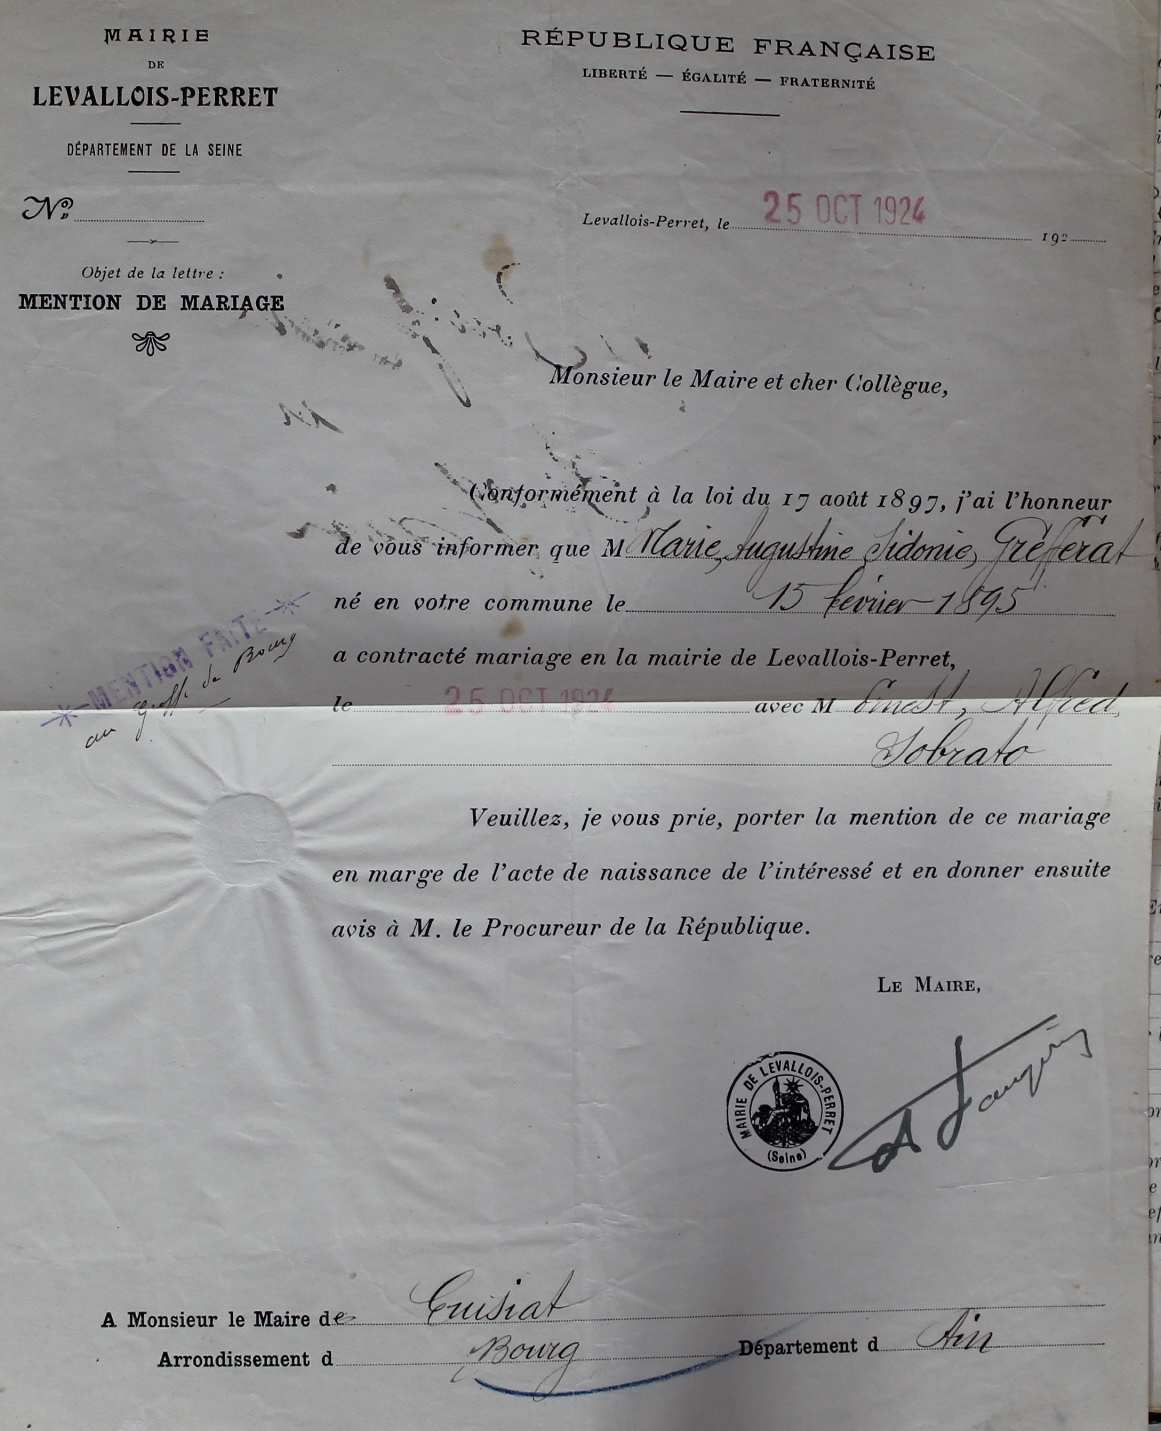 MAIRIE
DE
LEVALLOIS-PERRET
DÉPARTEMENT DE LA SEINE
No
Objet de la lettre :
MENTION DE MARIAGE
RÉPUBLIQUE FRANÇAISE
LIBERTÉ — ÉGALITÉ — FRATERNITÉ
Levallois-Perret, le 25 OCT 1924 192
Monsieur le Maire et cher Collègue,
Conformément à la loi du 17 août 1897, j'ai l'honneur
de vous informer que M Marie, Augustine, Sidonie, Gréfférat
né en votre commune le 15 février 1895
a contracté mariage en la mairie de Levallois-Perret,
le 25 OCT 1924 avec M Ernest, Alfred,
Sobrato
MENTION FAITE
au greffe de Bourg
Veuillez, je vous prie, porter la mention de ce mariage
en marge de l'acte de naissance de l'intéressé et en donner ensuite
avis à M. le Procureur de la République.
LE MAIRE,
MAIRIE DE LEVALLOIS-PERRET
(Seine)
A Monsieur le Maire de Cuisiat
Arrondissement d Bourg Département d Ain